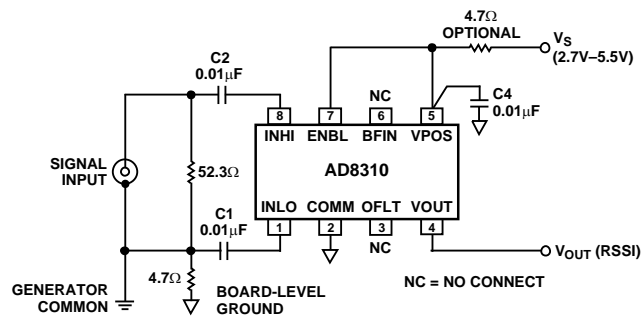 4.7Ω
OPTIONAL
VS
(2.7V–5.5V)
C2
0.01μF
NC
C4
0.01μF
8
7
6
5
INHI
ENBL
BFIN
VPOS
SIGNAL
INPUT
52.3Ω
AD8310
C1
0.01μF
INLO
COMM
OFLT
VOUT
1
2
3
4
NC
4.7Ω
VOUT (RSSI)
GENERATOR
COMMON
BOARD-LEVEL
GROUND
NC = NO CONNECT